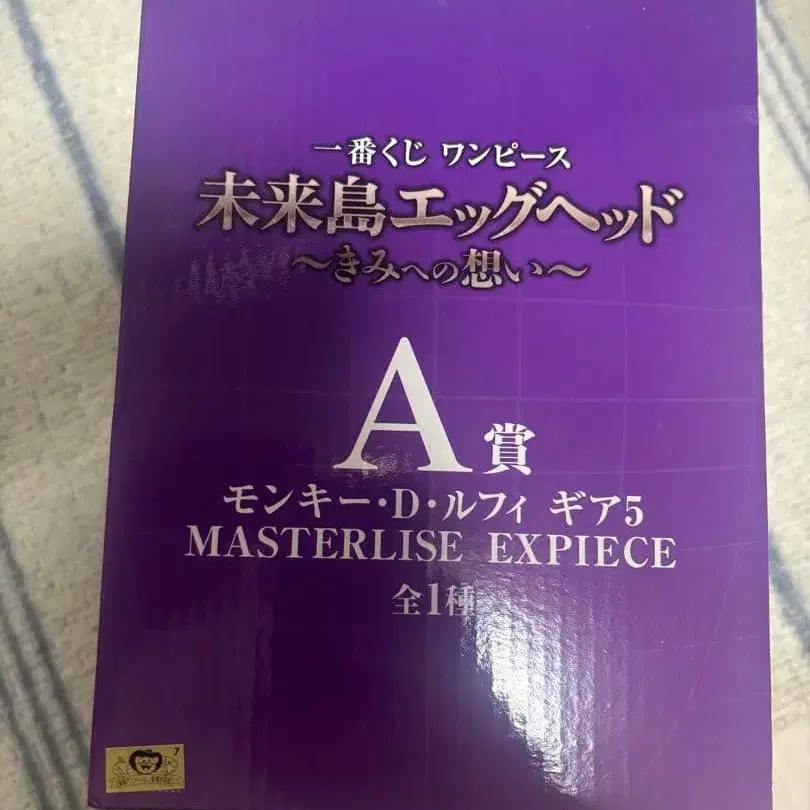 一番くじ ワンピース
未来島エッグヘッド
〜きみへの想い〜
A賞
モンキー・D・ルフィ ギア5
MASTERLISE EXPIECE
全1種
7